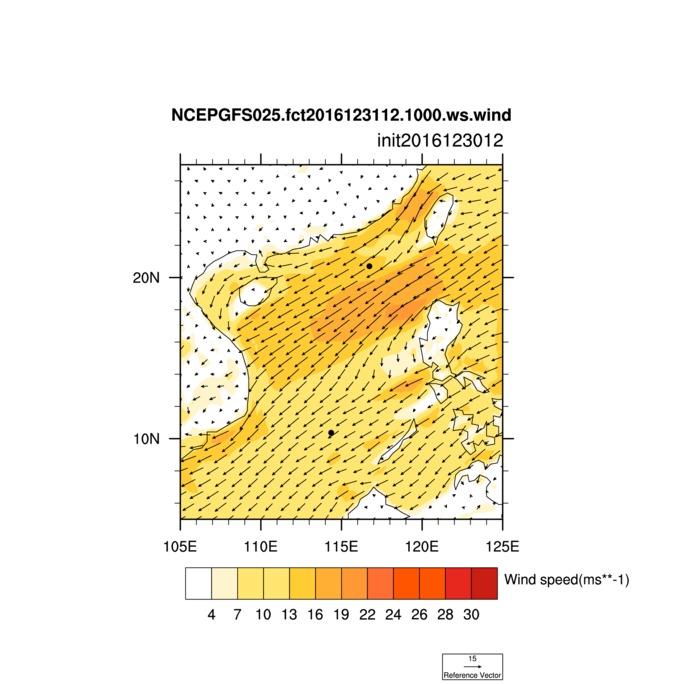 NCEPGFS025.fct2016123112.1000.ws.wind
init2016123012
20N
10N
105E 110E 115E 120E 125E
Wind speed(ms**-1)
4 7 10 13 16 19 22 24 26 28 30
15
Reference Vector